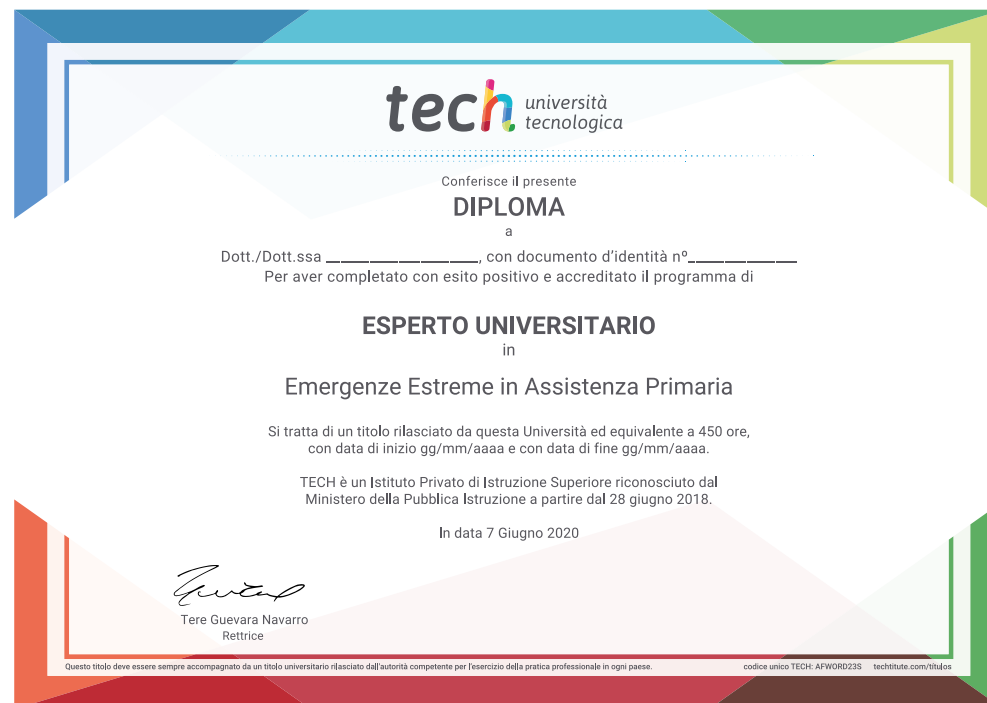 tech università
tecnologica
Conferisce il presente
DIPLOMA
a
Dott./Dott.ssa __________________, con documento d'identità nº_____________
Per aver completato con esito positivo e accreditato il programma di
ESPERTO UNIVERSITARIO
in
Emergenze Estreme in Assistenza Primaria
Si tratta di un titolo rilasciato da questa Università ed equivalente a 450 ore,
con data di inizio gg/mm/aaaa e con data di fine gg/mm/aaaa.
TECH è un Istituto Privato di Istruzione Superiore riconosciuto dal
Ministero della Pubblica Istruzione a partire dal 28 giugno 2018.
In data 7 Giugno 2020
Tere Guevara Navarro
Rettrice
Questo titolo deve essere sempre accompagnato da un titolo universitario rilasciato dall'autorità competente per l'esercizio della pratica professionale in ogni paese. codice unico TECH: AFWORD23S techtitute.com/títulos